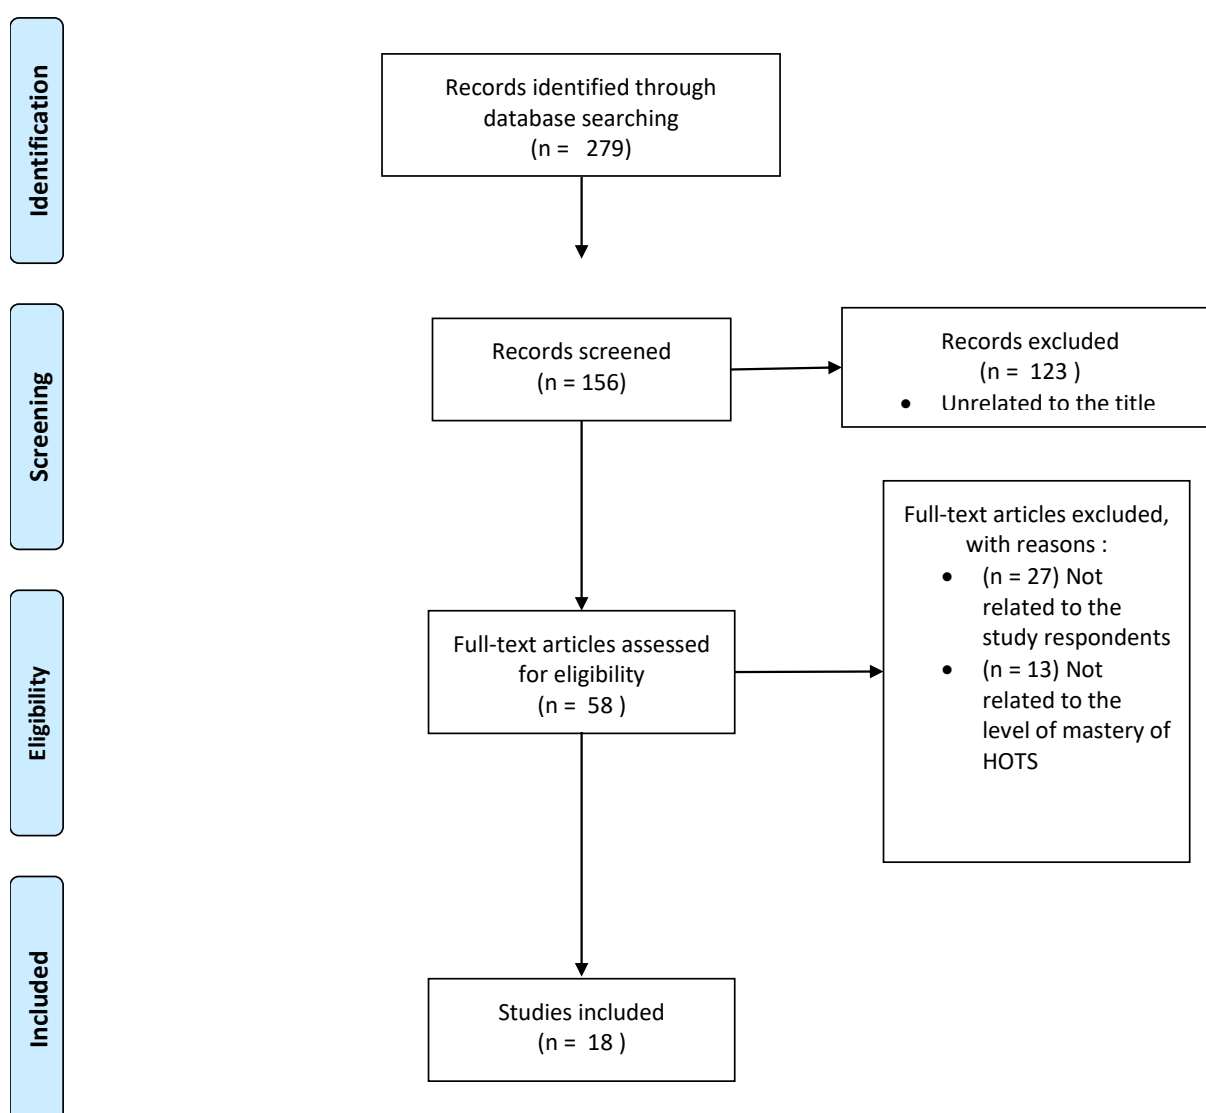 Identification
Records identified through
database searching
(n = 279)
Screening
Records screened
(n = 156)
Records excluded
(n = 123 )
• Unrelated to the title
Eligibility
Full-text articles assessed
for eligibility
(n = 58 )
Full-text articles excluded,
with reasons :
• (n = 27) Not
related to the
study respondents
• (n = 13) Not
related to the
level of mastery of
HOTS
Included
Studies included
(n = 18 )